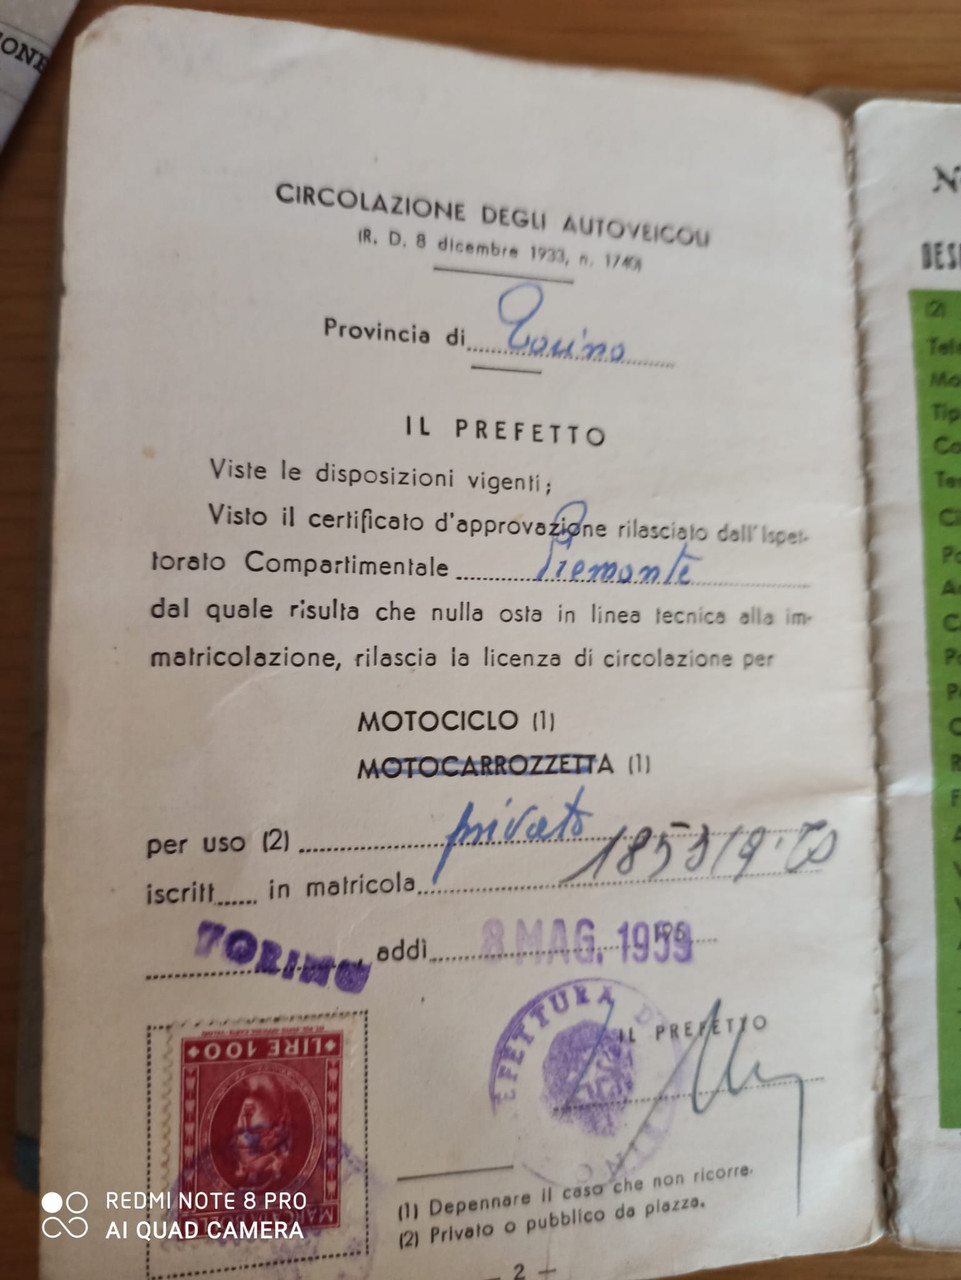 CIRCOLAZIONE DEGLI AUTOVEICOLI
(R. D. 8 dicembre 1933, n. 1740)
Provincia di Torino
IL PREFETTO
Viste le disposizioni vigenti;
Visto il certificato d'approvazione rilasciato dall'Ispet-
torato Compartimentale Piemonte
dal quale risulta che nulla osta in linea tecnica alla im-
matricolazione, rilascia la licenza di circolazione per
MOTOCICLO (1)
MOTOCARROZZETTA (1)
per uso (2) privato
iscritt...... in matricola 185319
TORINO addì 8 MAG. 1959
IL PREFETTO
LIRE 100
(1) Depennare il caso che non ricorre.
(2) Privato o pubblico da piazza.
— 2 —
(2)
REDMI NOTE 8 PRO
AI QUAD CAMERA